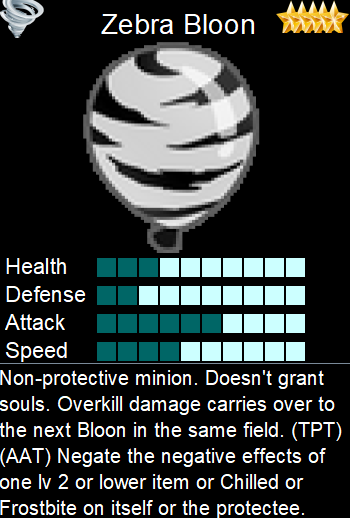 Zebra Bloon
Health
Defense
Attack
Speed
Non-protective minion. Doesn't grant
souls. Overkill damage carries over to
the next Bloon in the same field. (TPT)
(AAT) Negate the negative effects of
one lv 2 or lower item or Chilled or
Frostbite on itself or the protectee.